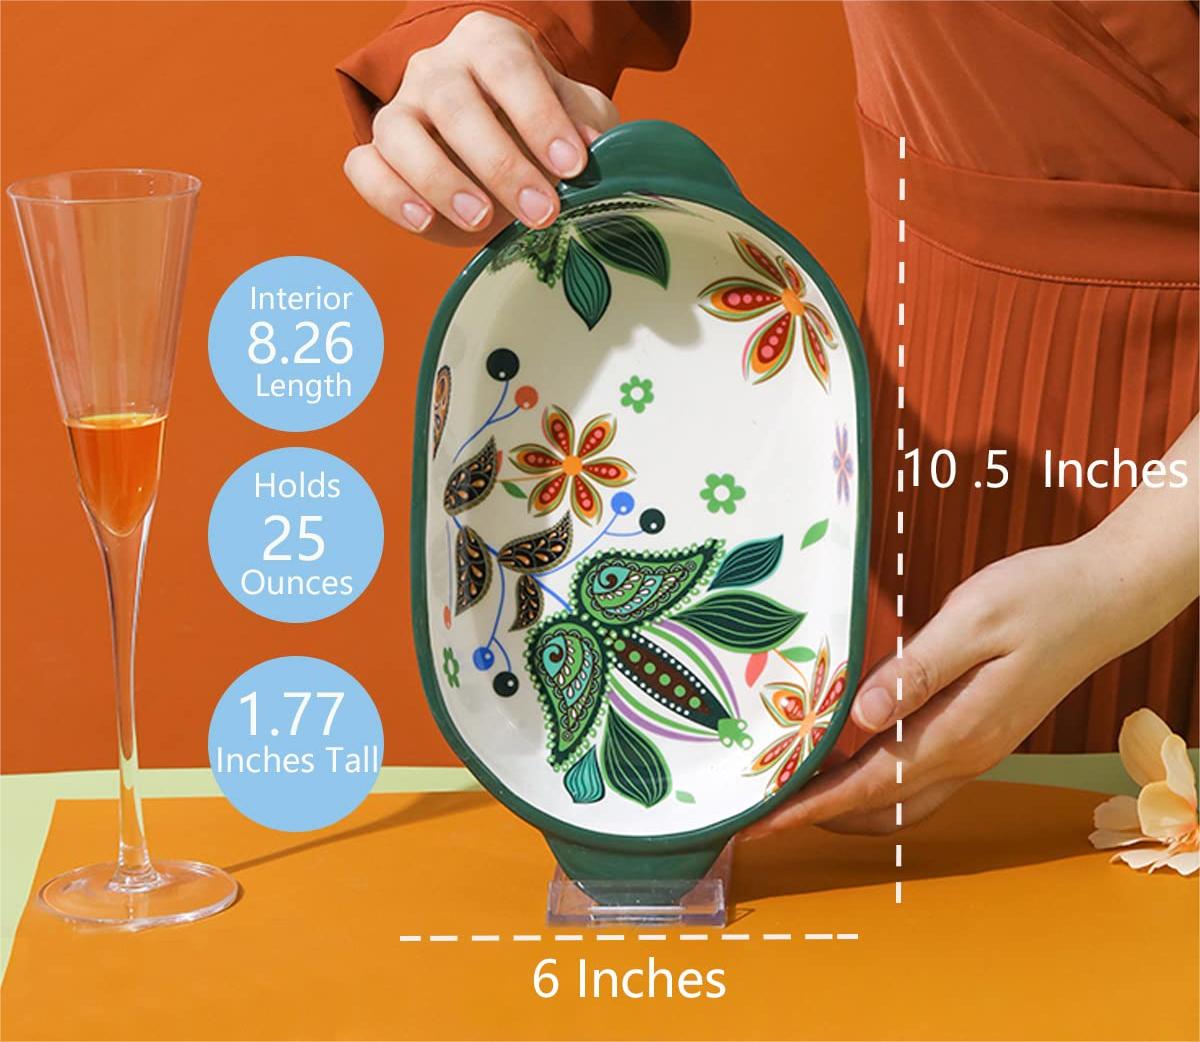 Interior
8.26
Length
Holds
25
Ounces
1.77
Inches Tall
10 .5 Inches
6 Inches